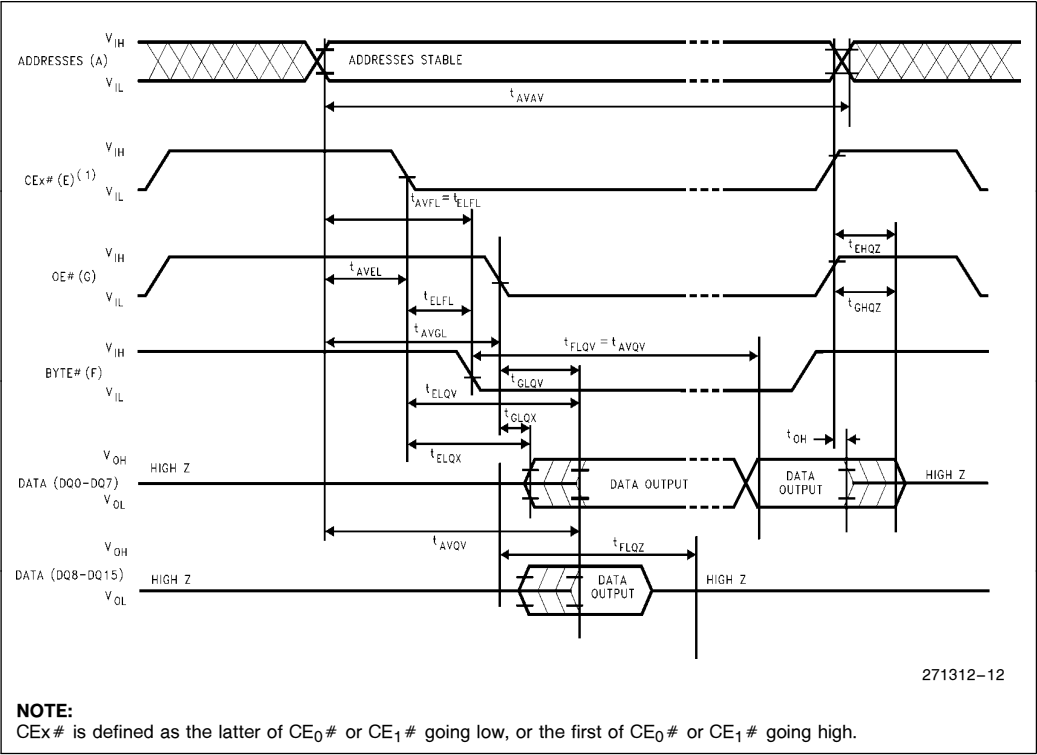 V IH
ADDRESSES (A)
ADDRESSES STABLE
V IL
t AVAV
V IH
CEx# (E) (1)
V IL
t AVFL = t ELFL
V IH
t EHQZ
OE# (G)
t AVEL
V IL
t ELFL
t GHQZ
t AVGL
V IH
t FLQV = t AVQV
BYTE# (F)
t GLQV
V IL
t ELQV
t GLQX
t OH
t ELQX
V OH
HIGH Z
DATA (DQ0-DQ7)
DATA OUTPUT
DATA
OUTPUT
HIGH Z
V OL
t AVQV
t FLQZ
V OH
DATA (DQ8-DQ15)
HIGH Z
DATA
OUTPUT
HIGH Z
V OL
271312-12
NOTE:
CEx# is defined as the latter of CE0# or CE1# going low, or the first of CE0# or CE1# going high.